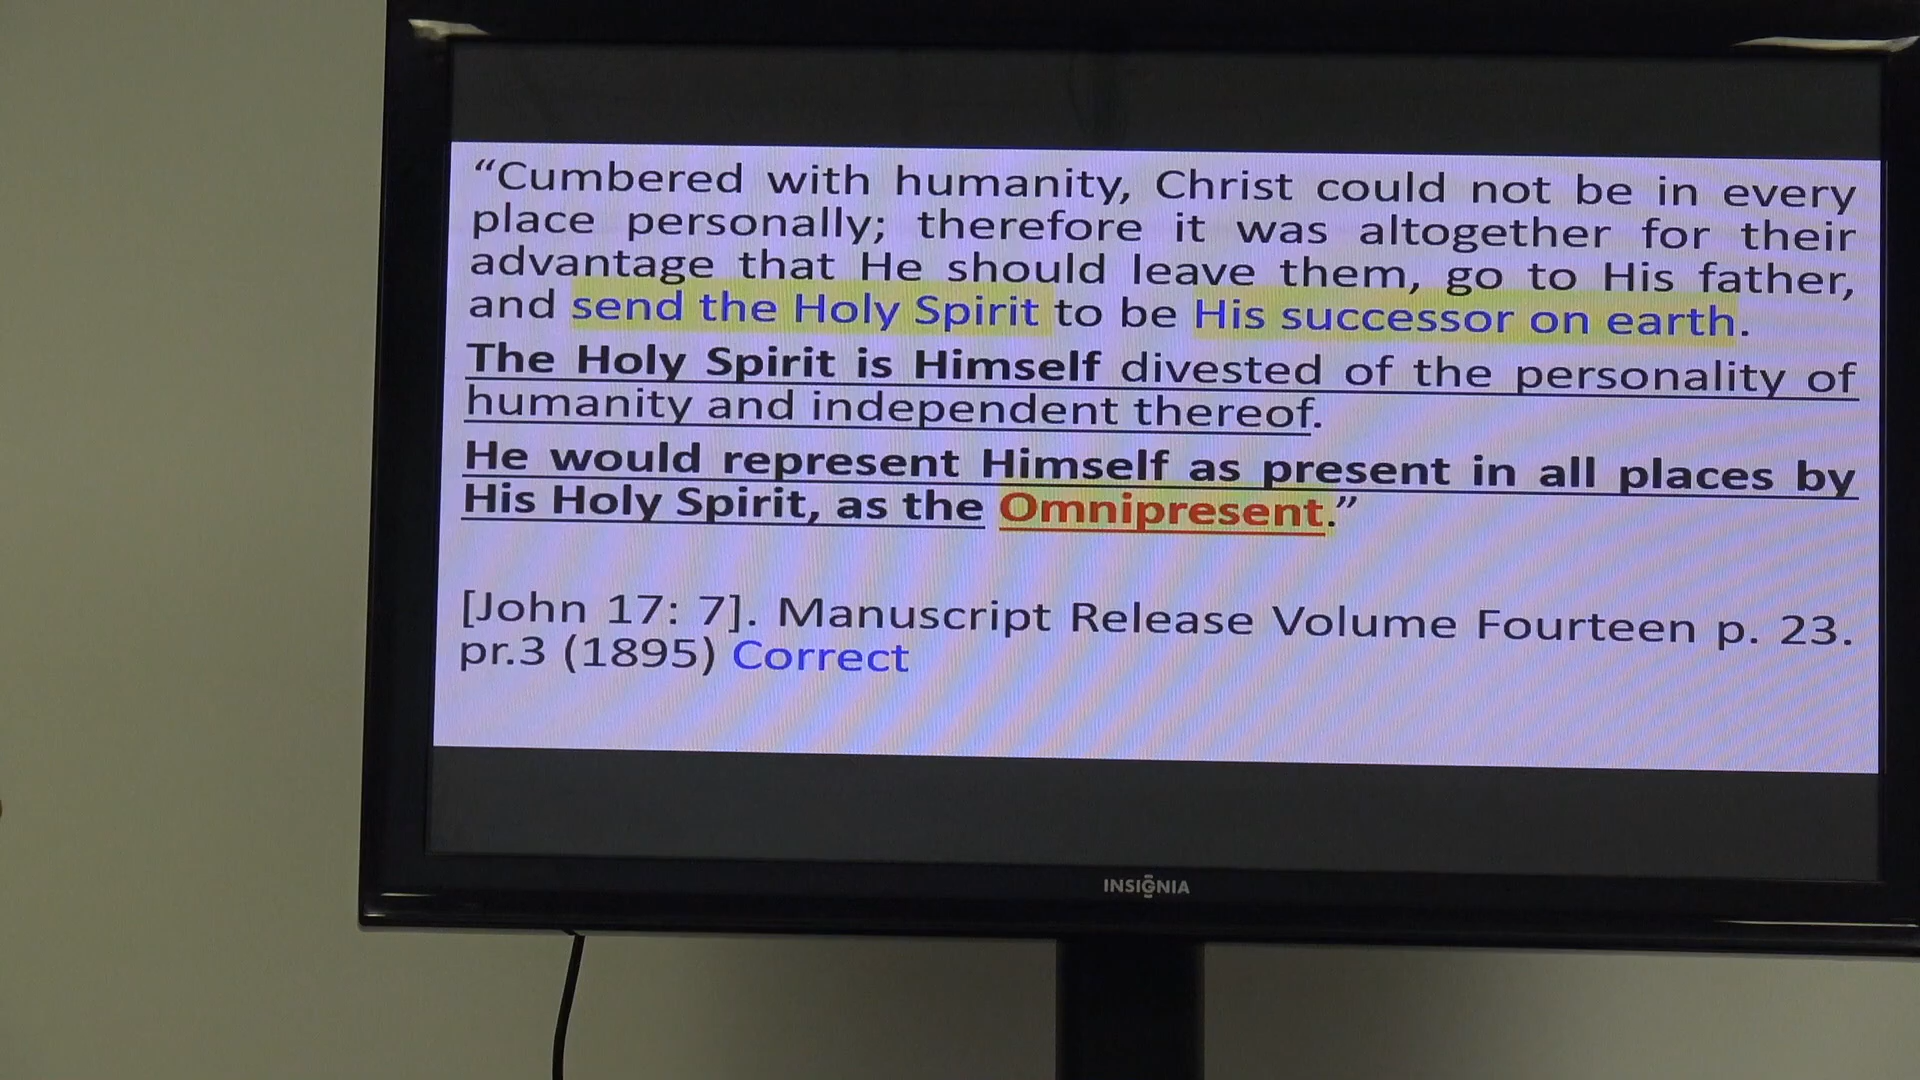 “Cumbered with humanity, Christ could not be in every
place personally; therefore it was altogether for their
advantage that He should leave them, go to His father,
and send the Holy Spirit to be His successor on earth.
The Holy Spirit is Himself divested of the personality of
humanity and independent thereof.
He would represent Himself as present in all places by
His Holy Spirit, as the Omnipresent.”
[John 17: 7]. Manuscript Release Volume Fourteen p. 23.
pr.3 (1895) Correct
INSIGNIA